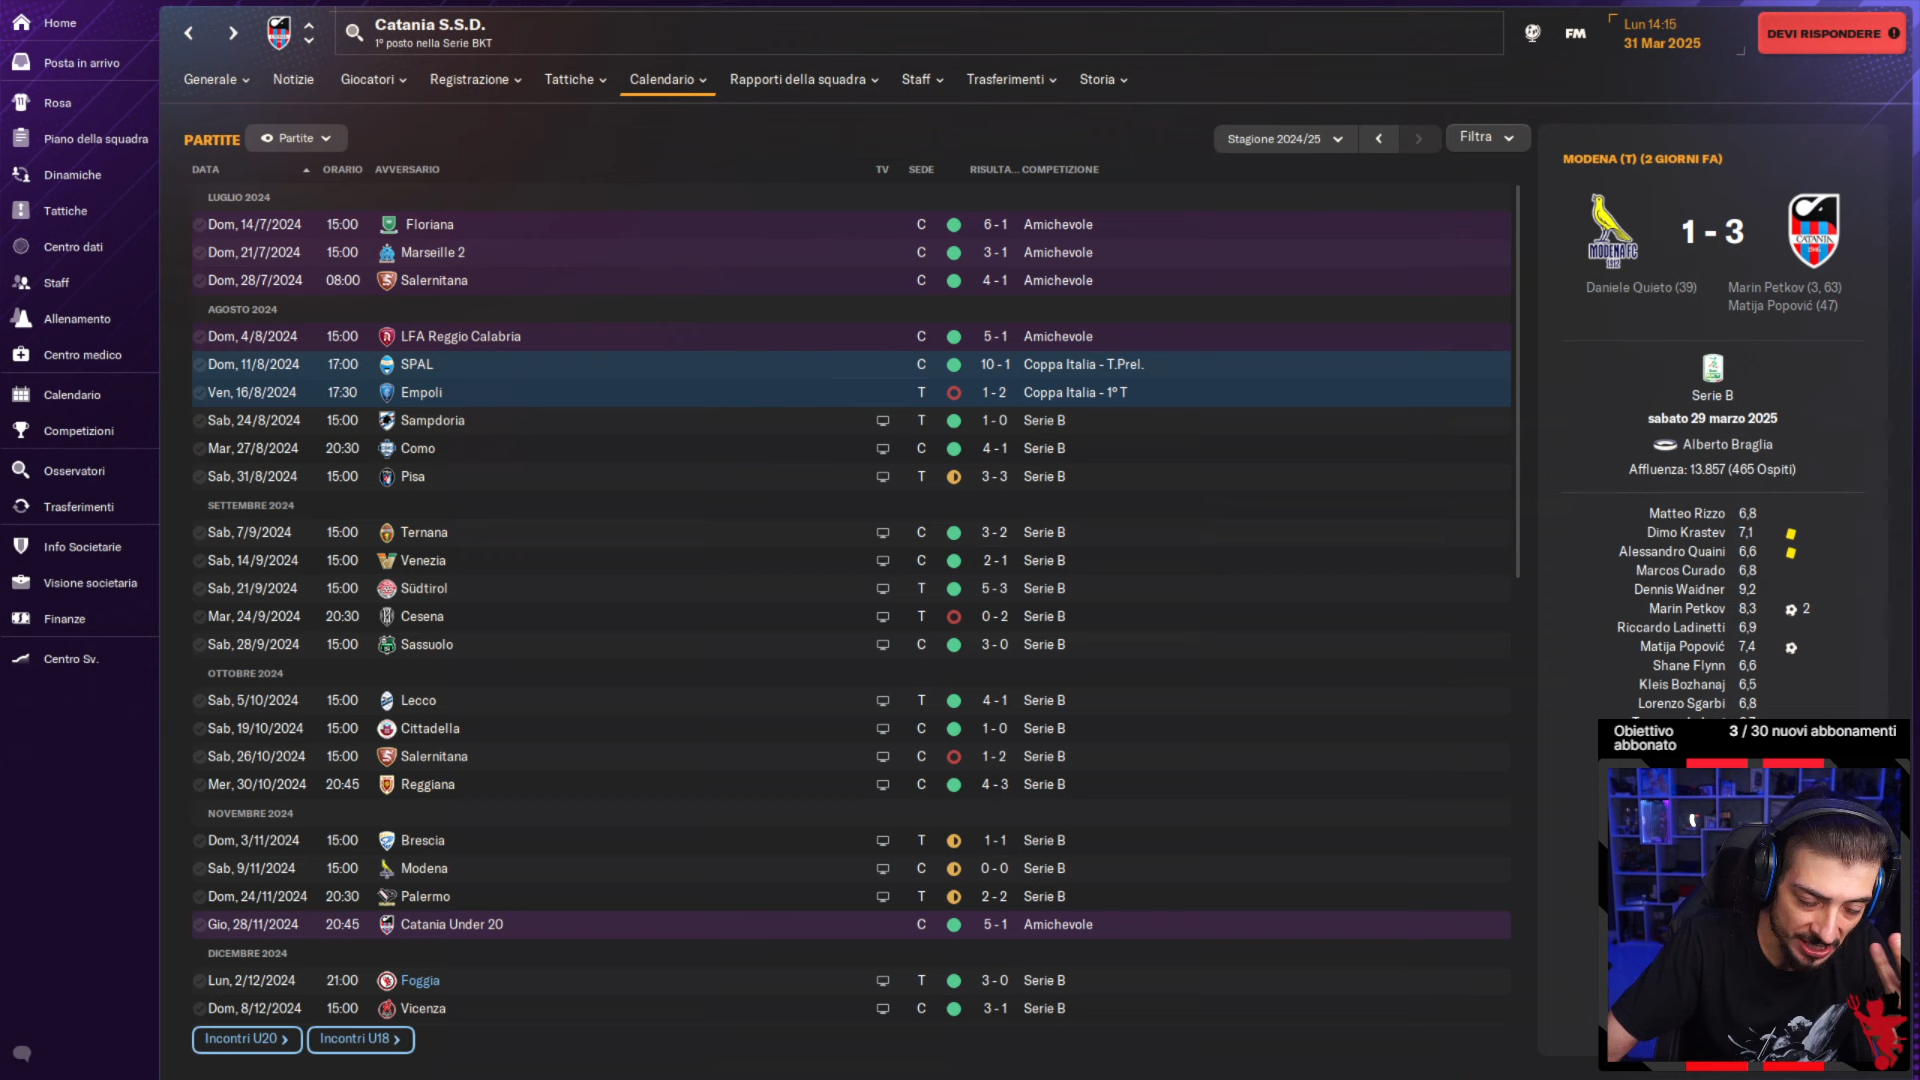 Home
Posta in arrivo
Rosa
Piano della squadra
Dinamiche
Tattiche
Centro dati
Staff
Allenamento
Centro medico
Calendario
Competizioni
Osservatori
Trasferimenti
Info Societarie
Visione societaria
Finanze
Centro Sv.
Catania S.S.D.
1° posto nella Serie BKT
FM
Lun 14:15
31 Mar 2025
DEVI RISPONDERE
Generale Notizie Giocatori Registrazione Tattiche Calendario Rapporti della squadra Staff Trasferimenti Storia
PARTITE Partite Stagione 2024/25 Filtra
DATA ORARIO AVVERSARIO TV SEDE RISULTA... COMPETIZIONE
LUGLIO 2024
Dom, 14/7/2024 15:00 Floriana C 6 - 1 Amichevole
Dom, 21/7/2024 15:00 Marseille 2 C 3 - 1 Amichevole
Dom, 28/7/2024 08:00 Salernitana C 4 - 1 Amichevole
AGOSTO 2024
Dom, 4/8/2024 15:00 LFA Reggio Calabria C 5 - 1 Amichevole
Dom, 11/8/2024 17:00 SPAL C 10 - 1 Coppa Italia - T.Prel.
Ven, 16/8/2024 17:30 Empoli T 1 - 2 Coppa Italia - 1° T
Sab, 24/8/2024 15:00 Sampdoria T 1 - 0 Serie B
Mar, 27/8/2024 20:30 Como C 4 - 1 Serie B
Sab, 31/8/2024 15:00 Pisa T 3 - 3 Serie B
SETTEMBRE 2024
Sab, 7/9/2024 15:00 Ternana C 3 - 2 Serie B
Sab, 14/9/2024 15:00 Venezia C 2 - 1 Serie B
Sab, 21/9/2024 15:00 Südtirol T 5 - 3 Serie B
Mar, 24/9/2024 20:30 Cesena T 0 - 2 Serie B
Sab, 28/9/2024 15:00 Sassuolo C 3 - 0 Serie B
OTTOBRE 2024
Sab, 5/10/2024 15:00 Lecco T 4 - 1 Serie B
Sab, 19/10/2024 15:00 Cittadella C 1 - 0 Serie B
Sab, 26/10/2024 15:00 Salernitana C 1 - 2 Serie B
Mer, 30/10/2024 20:45 Reggiana C 4 - 3 Serie B
NOVEMBRE 2024
Dom, 3/11/2024 15:00 Brescia T 1 - 1 Serie B
Sab, 9/11/2024 15:00 Modena C 0 - 0 Serie B
Dom, 24/11/2024 20:30 Palermo T 2 - 2 Serie B
Gio, 28/11/2024 20:45 Catania Under 20 C 5 - 1 Amichevole
DICEMBRE 2024
Lun, 2/12/2024 21:00 Foggia T 3 - 0 Serie B
Dom, 8/12/2024 15:00 Vicenza C 3 - 1 Serie B
Incontri U20 Incontri U18
MODENA (T) (2 GIORNI FA)
MODENA FC
1912
1 - 3
CATANIA
1946
Daniele Quieto (39) Marin Petkov (3, 63)
Matija Popović (47)
Serie B
sabato 29 marzo 2025
Alberto Braglia
Affluenza: 13.857 (465 Ospiti)
Matteo Rizzo 6,8
Dimo Krastev 7,1
Alessandro Quaini 6,6
Marcos Curado 6,8
Dennis Waidner 9,2
Marin Petkov 8,3 2
Riccardo Ladinetti 6,9
Matija Popović 7,4
Shane Flynn 6,6
Kleis Bozhanaj 6,5
Lorenzo Sgarbi 6,8
Obiettivo abbonato
3 / 30 nuovi abbonamenti